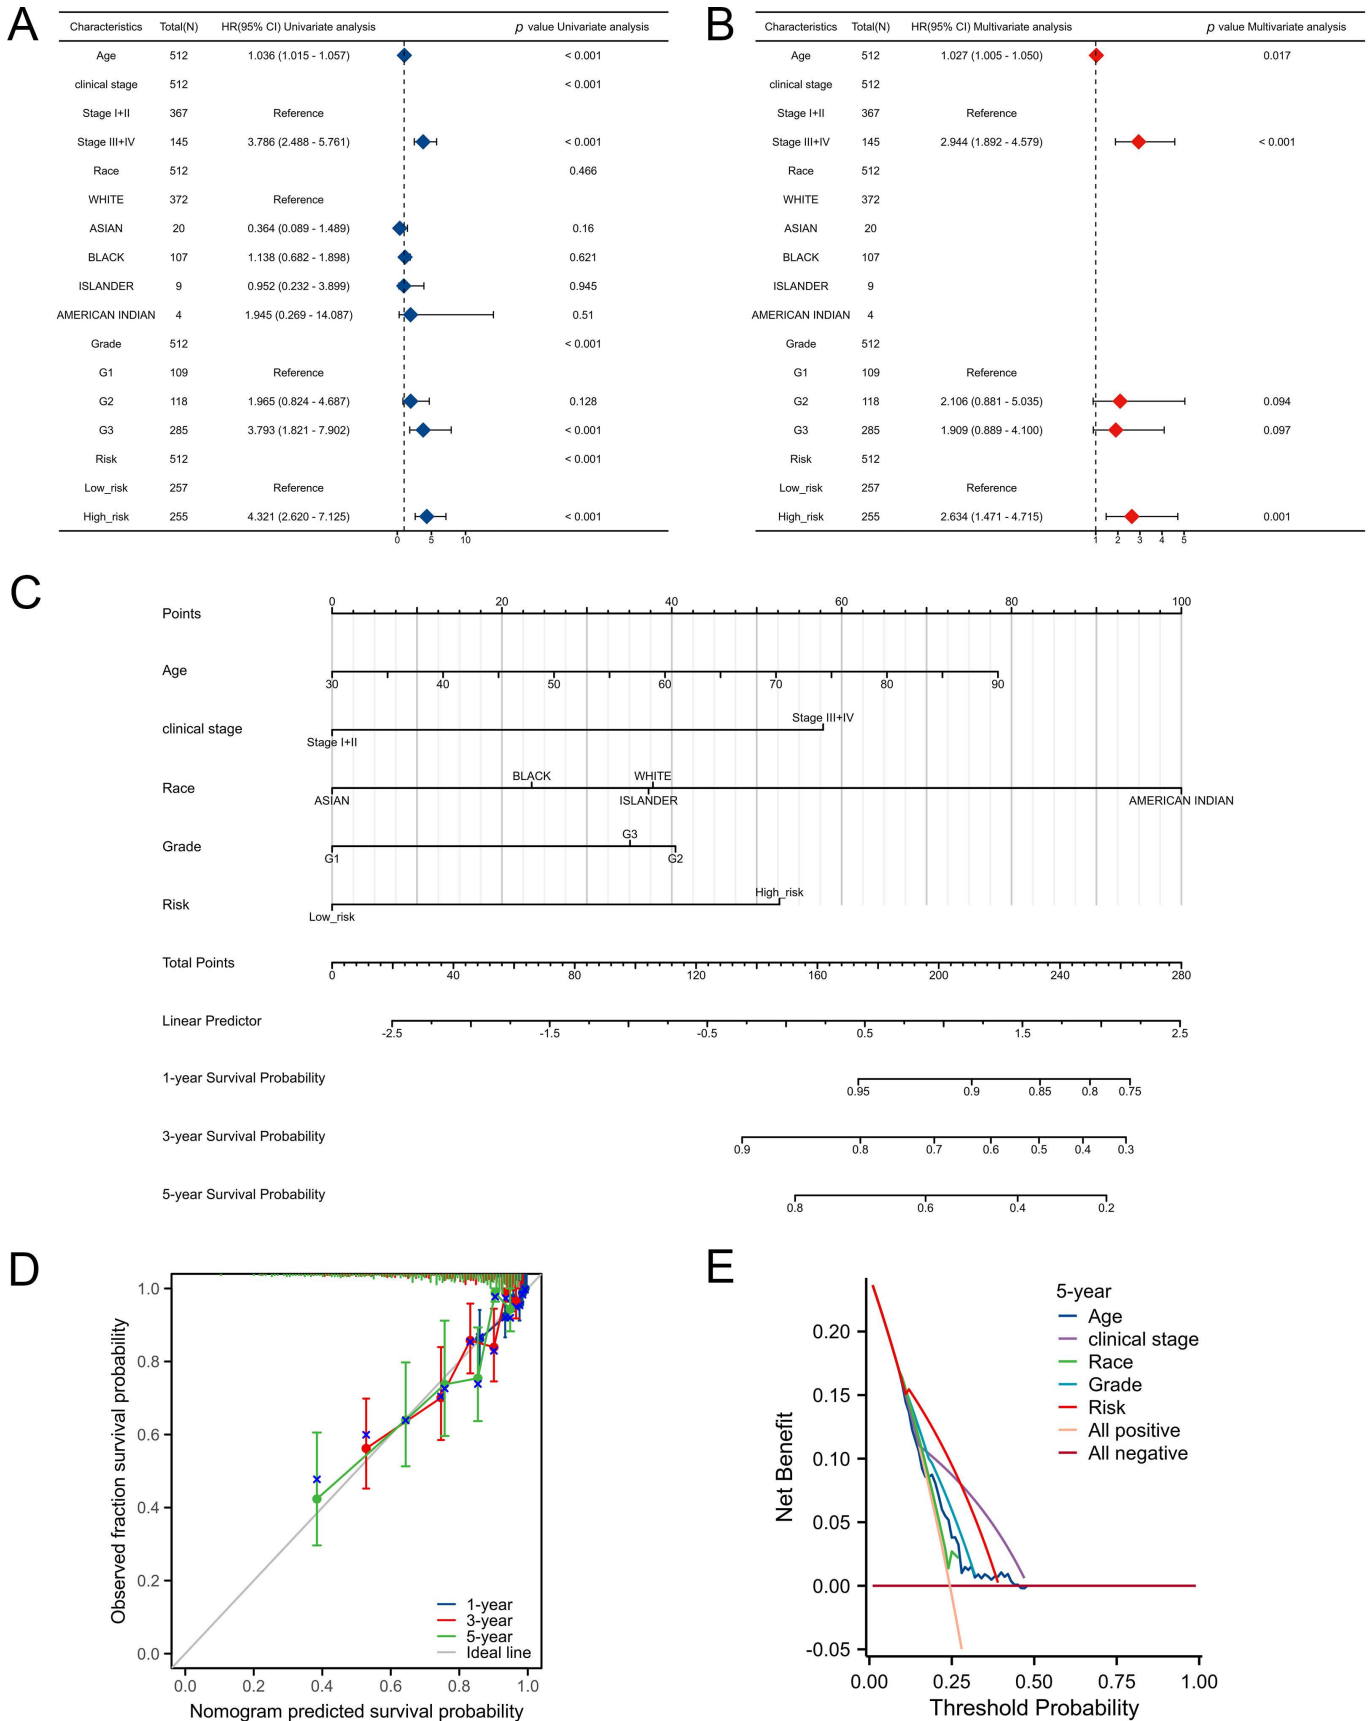 A
Characteristics Total(N) HR(95% CI) Univariate analysis p value Univariate analysis
Age 512 1.036 (1.015 - 1.057) < 0.001
clinical stage 512 < 0.001
Stage I+II 367 Reference
Stage III+IV 145 3.786 (2.488 - 5.761) < 0.001
Race 512 0.466
WHITE 372 Reference
ASIAN 20 0.364 (0.089 - 1.489) 0.16
BLACK 107 1.138 (0.682 - 1.898) 0.621
ISLANDER 9 0.952 (0.232 - 3.899) 0.945
AMERICAN INDIAN 4 1.945 (0.269 - 14.087) 0.51
Grade 512 < 0.001
G1 109 Reference
G2 118 1.965 (0.824 - 4.687) 0.128
G3 285 3.793 (1.821 - 7.902) < 0.001
Risk 512 < 0.001
Low_risk 257 Reference
High_risk 255 4.321 (2.620 - 7.125) < 0.001
0 5 10
B
Characteristics Total(N) HR(95% CI) Multivariate analysis p value Multivariate analysis
Age 512 1.027 (1.005 - 1.050) 0.017
clinical stage 512
Stage I+II 367 Reference
Stage III+IV 145 2.944 (1.892 - 4.579) < 0.001
Race 512
WHITE 372
ASIAN 20
BLACK 107
ISLANDER 9
AMERICAN INDIAN 4
Grade 512
G1 109 Reference
G2 118 2.106 (0.881 - 5.035) 0.094
G3 285 1.909 (0.889 - 4.100) 0.097
Risk 512
Low_risk 257 Reference
High_risk 255 2.634 (1.471 - 4.715) 0.001
1 2 3 4 5
C
0 20 40 60 80 100
Points
Age
30 40 50 60 70 80 90
Stage III+IV
clinical stage
Stage I+II
BLACK WHITE
Race
ASIAN ISLANDER AMERICAN INDIAN
G3
Grade
G1 G2
High_risk
Risk
Low_risk
Total Points
0 40 80 120 160 200 240 280
Linear Predictor
-2.5 -1.5 -0.5 0.5 1.5 2.5
1-year Survival Probability
0.95 0.9 0.85 0.8 0.75
3-year Survival Probability
0.9 0.8 0.7 0.6 0.5 0.4 0.3
5-year Survival Probability
0.8 0.6 0.4 0.2
D
Observed fraction survival probability
1.0
0.8
0.6
0.4
0.2
0.0
1-year
3-year
5-year
Ideal line
0.0 0.2 0.4 0.6 0.8 1.0
Nomogram predicted survival probability
E
Net Benefit
0.20
0.15
0.10
0.05
0.00
-0.05
5-year
Age
clinical stage
Race
Grade
Risk
All positive
All negative
0.00 0.25 0.50 0.75 1.00
Threshold Probability